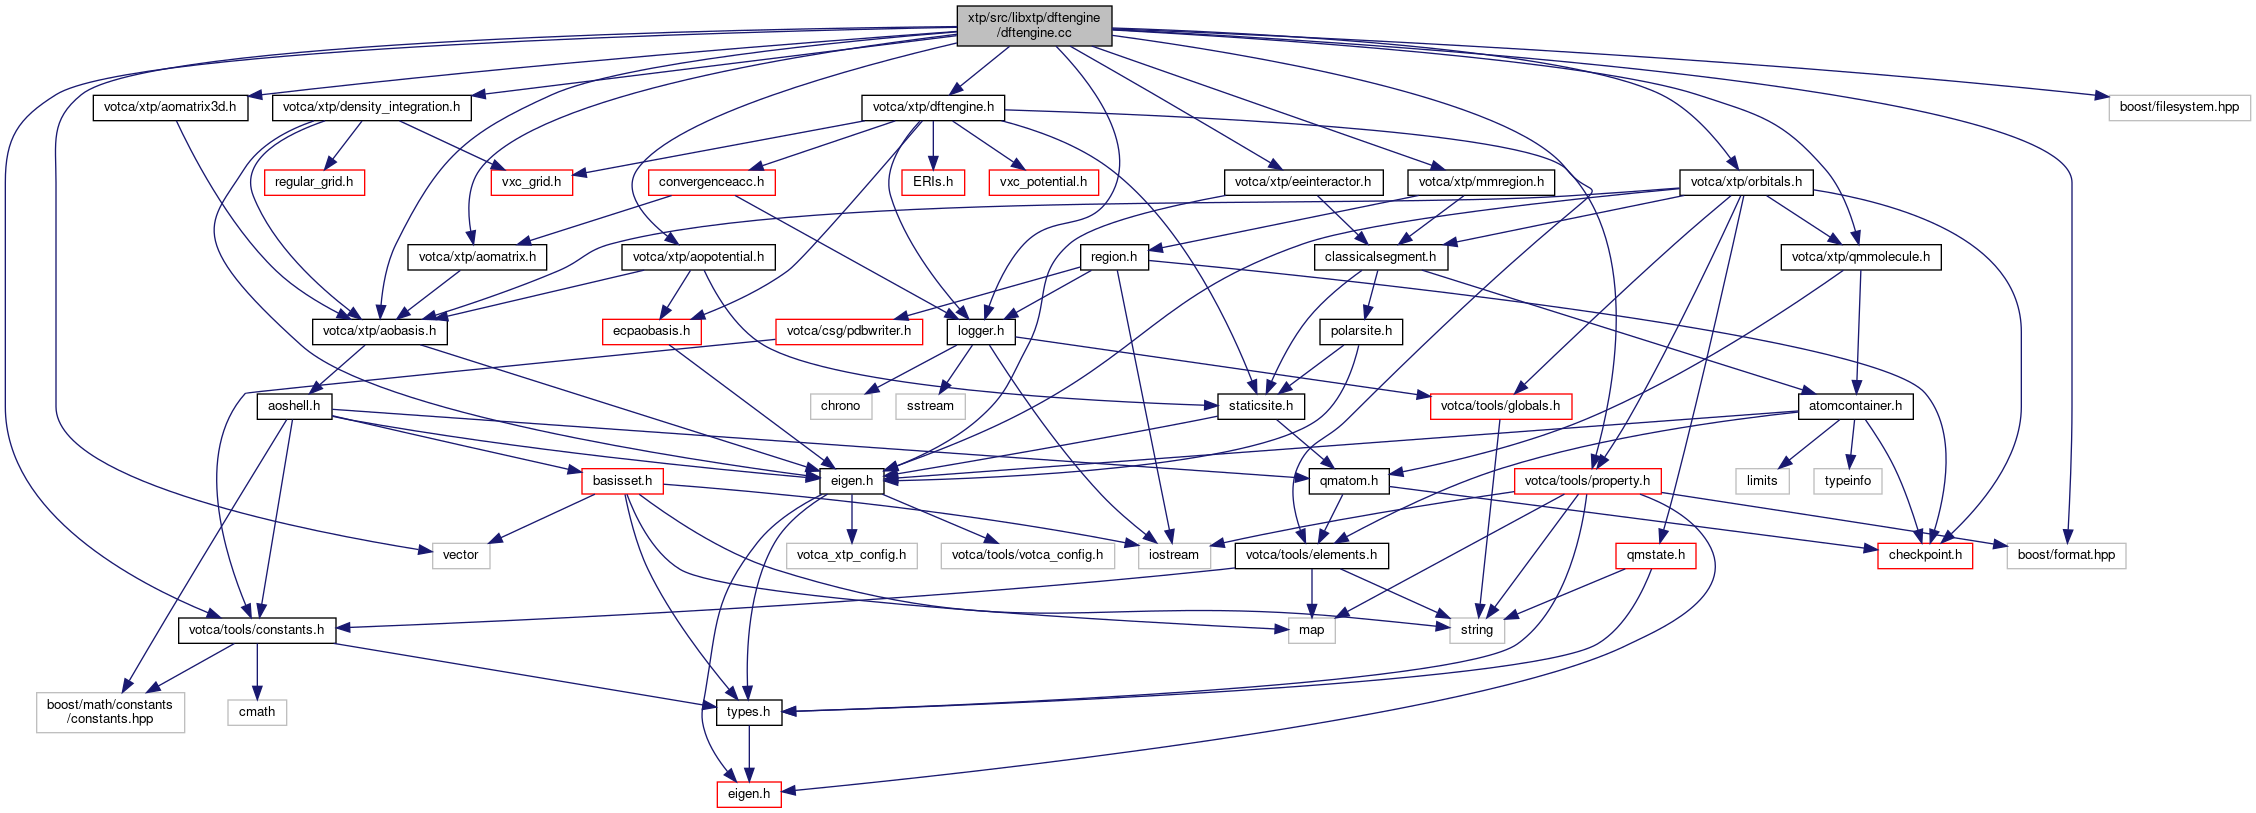 xtp/src/libxtp/dftengine
/dftengine.cc
votca/xtp/aomatrix3d.h
votca/xtp/density_integration.h
votca/xtp/dftengine.h
boost/filesystem.hpp
regular_grid.h
vxc_grid.h
convergenceacc.h
ERIs.h
vxc_potential.h
votca/xtp/eeinteractor.h
votca/xtp/mmregion.h
votca/xtp/orbitals.h
votca/xtp/aomatrix.h
votca/xtp/aopotential.h
region.h
classicalsegment.h
votca/xtp/qmmolecule.h
votca/xtp/aobasis.h
ecpaobasis.h
votca/csg/pdbwriter.h
logger.h
polarsite.h
aoshell.h
chrono
sstream
staticsite.h
votca/tools/globals.h
atomcontainer.h
basisset.h
eigen.h
qmatom.h
votca/tools/property.h
limits
typeinfo
vector
votca_xtp_config.h
votca/tools/votca_config.h
iostream
votca/tools/elements.h
qmstate.h
checkpoint.h
boost/format.hpp
votca/tools/constants.h
map
string
boost/math/constants
/constants.hpp
cmath
types.h
eigen.h